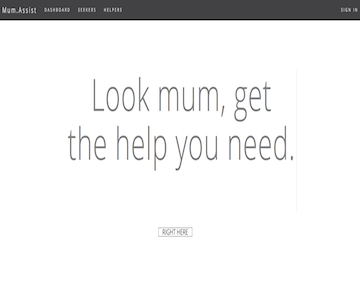 Mum.Assist DASHBOARD SEEKERS HELPERS SIGN IN
Look mum, get
the help you need.
RIGHT HERE